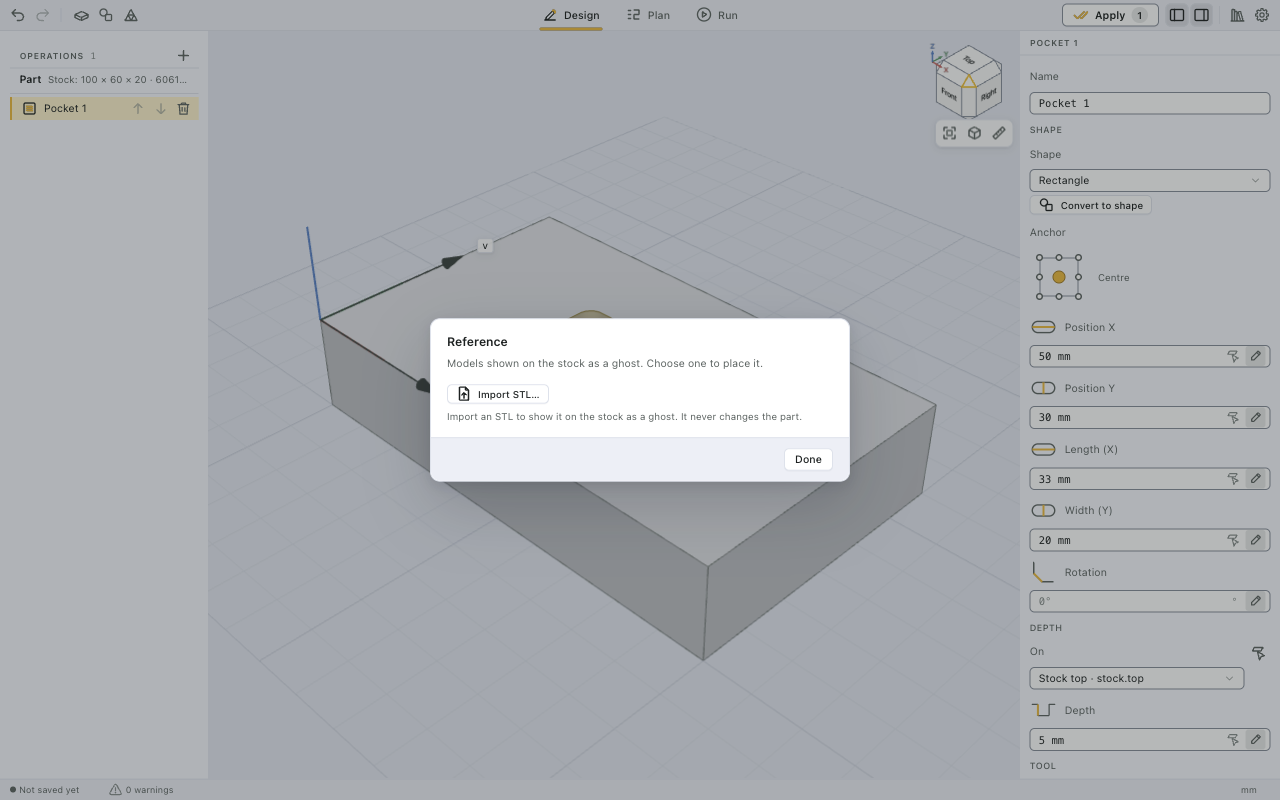 Design
Plan
Run
Apply 1
OPERATIONS 1
Part Stock: 100 × 60 × 20 · 6061...
Pocket 1
Z
Y
X
Top
Front
Right
v
Reference
Models shown on the stock as a ghost. Choose one to place it.
Import STL...
Import an STL to show it on the stock as a ghost. It never changes the part.
Done
POCKET 1
Name
Pocket 1
SHAPE
Shape
Rectangle
Convert to shape
Anchor
Centre
Position X
50 mm
Position Y
30 mm
Length (X)
33 mm
Width (Y)
20 mm
Rotation
0° °
DEPTH
On
Stock top · stock.top
Depth
5 mm
TOOL
Not saved yet
0 warnings
mm